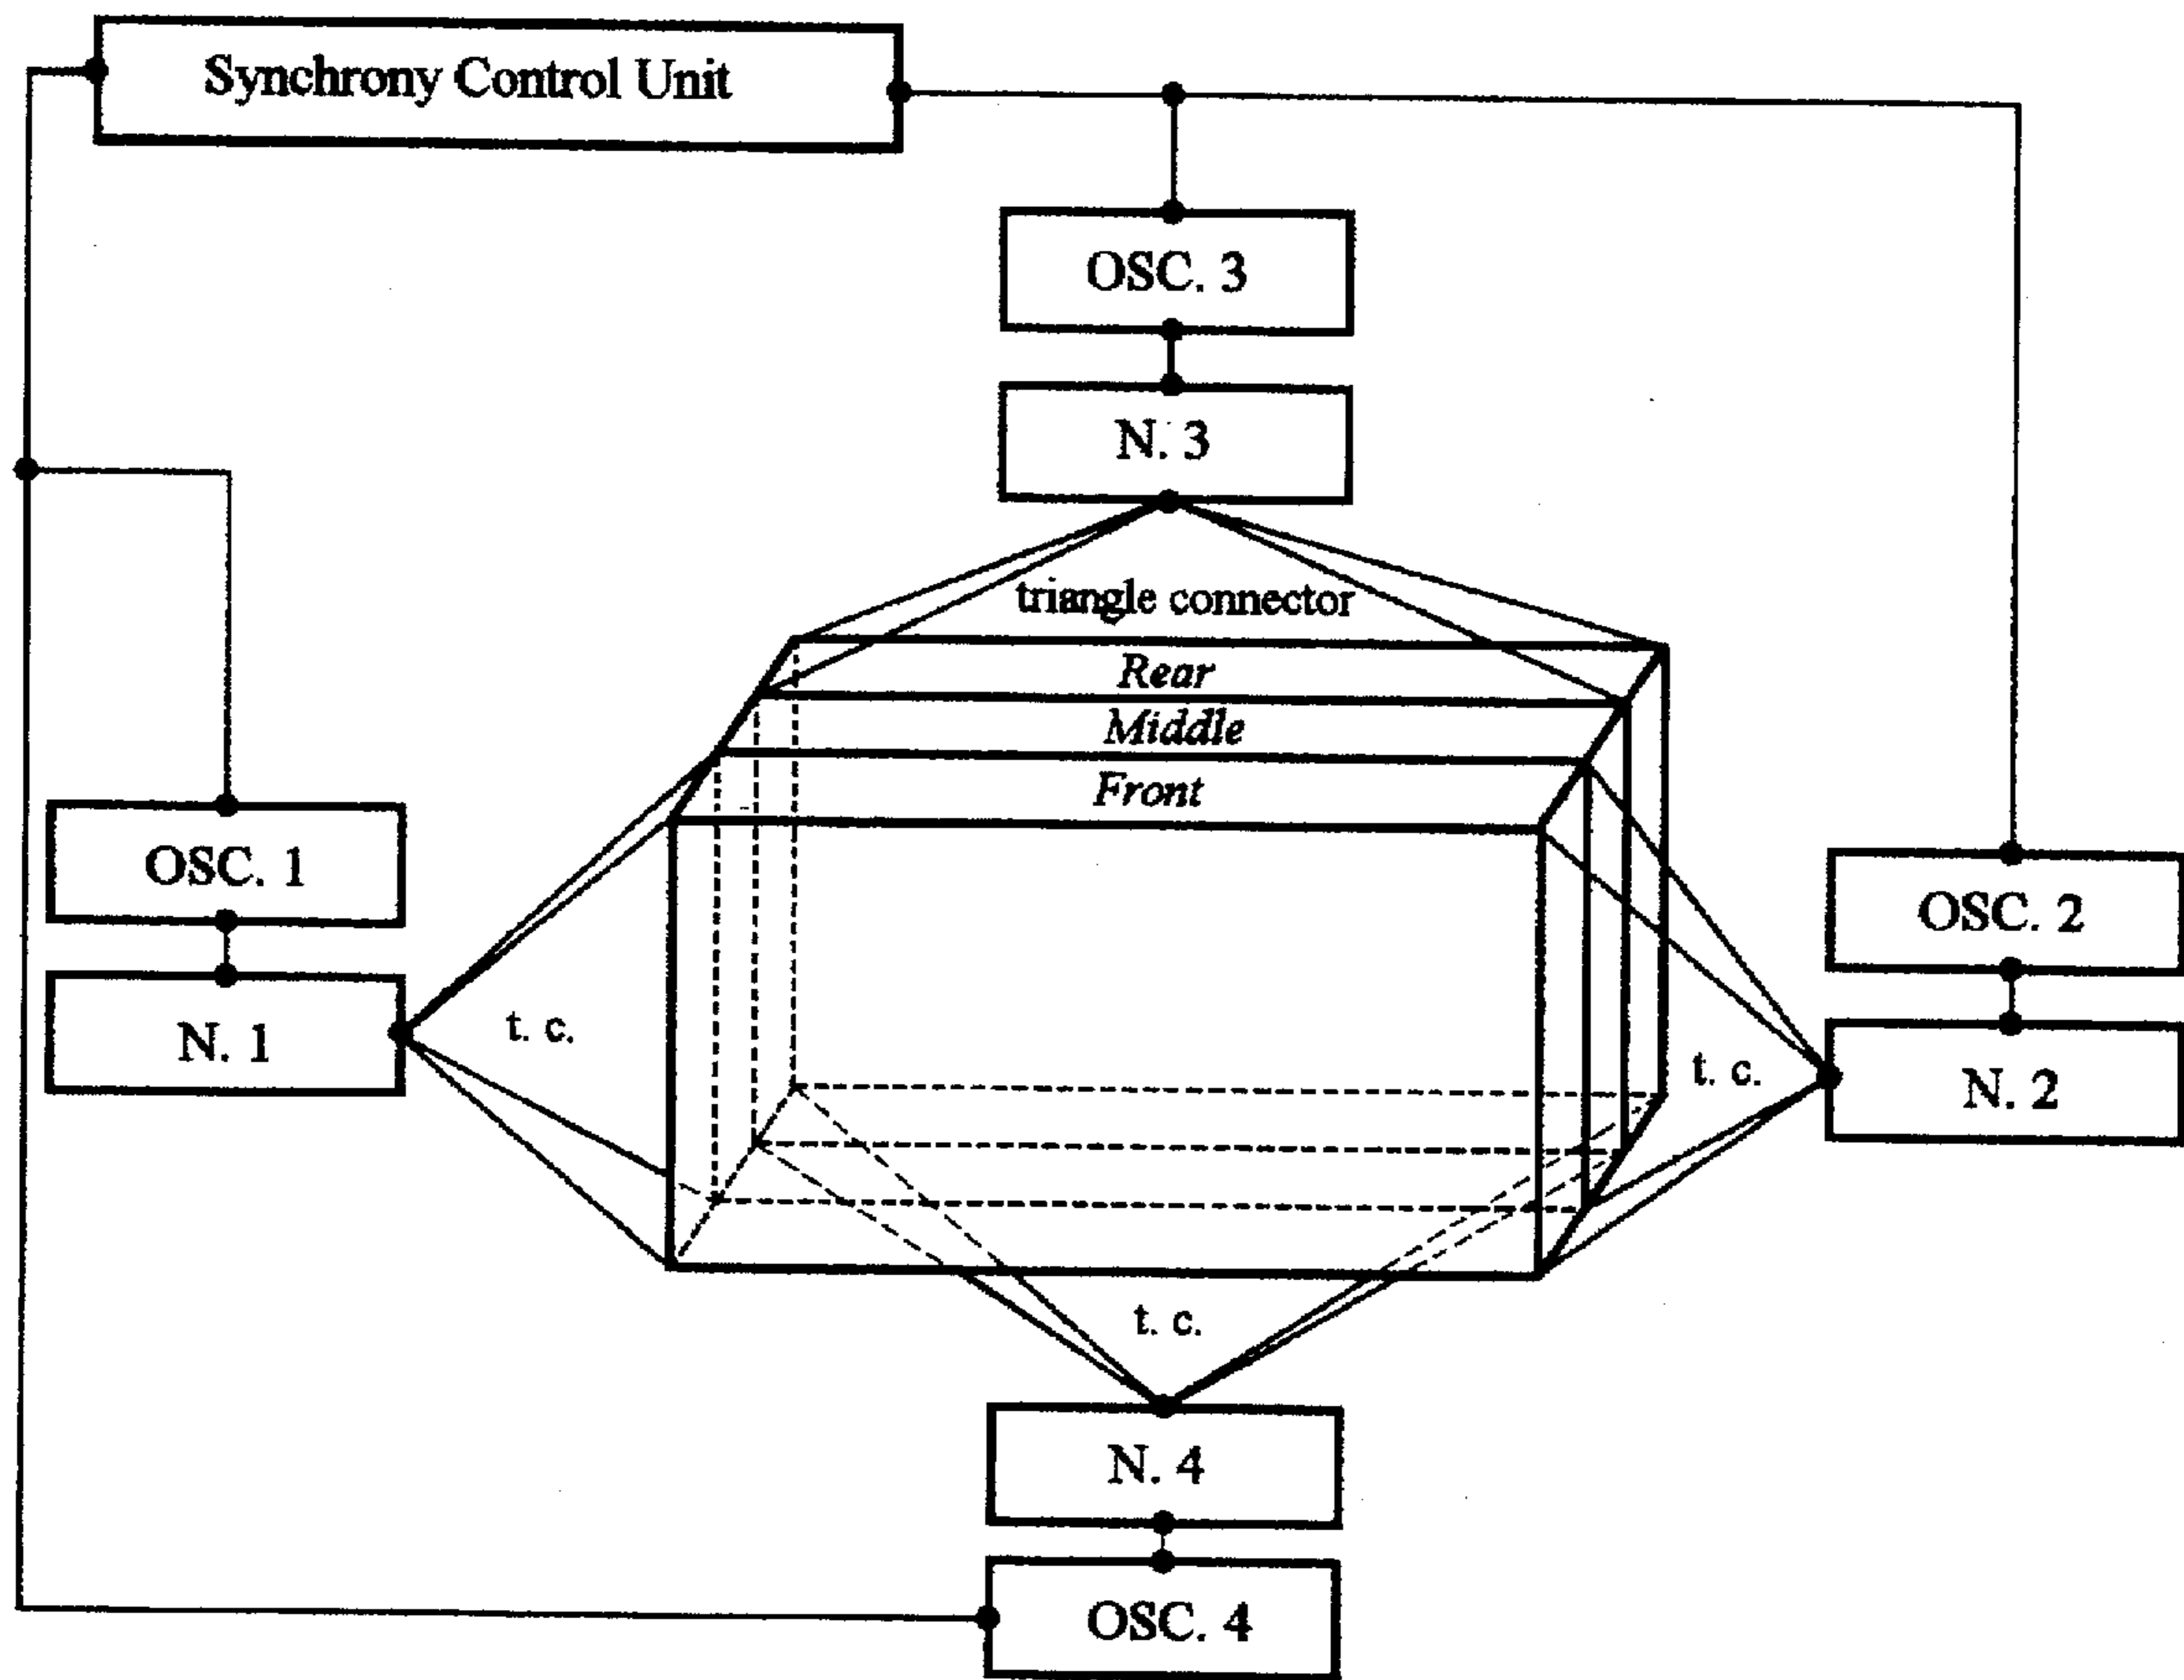 Synchrony Control Unit
OSC. 3
N. 3
triangle connector
Rear
Middle
Front
OSC. 1
OSC. 2
N. 1
t. c.
t. c.
N. 2
t. c.
N. 4
OSC. 4